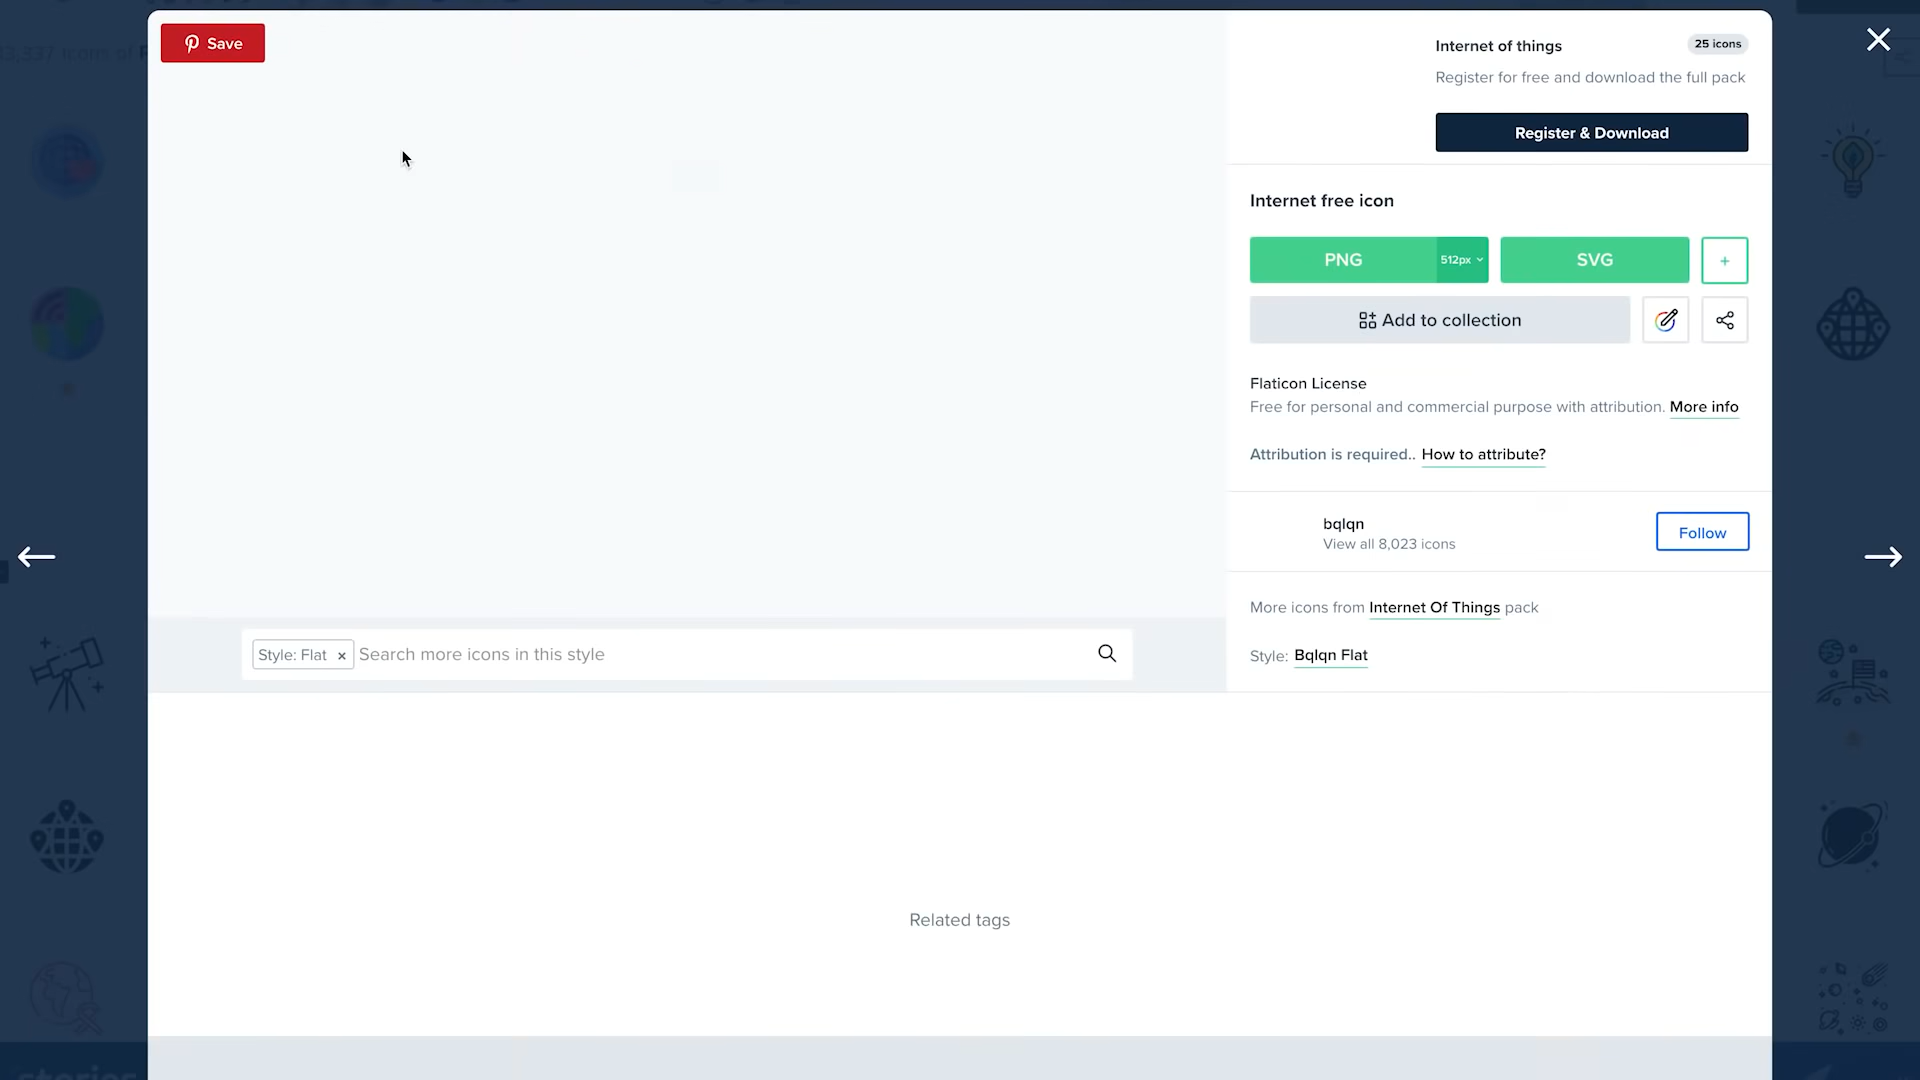 Save
Internet of things
25 icons
Register for free and download the full pack
Register & Download
Internet free icon
PNG
512px
SVG
+
Add to collection
Flaticon License
Free for personal and commercial purpose with attribution. More info
Attribution is required.. How to attribute?
bqlqn
View all 8,023 icons
Follow
More icons from Internet Of Things pack
Style: Bqlqn Flat
Style: Flat × Search more icons in this style
Related tags
stories